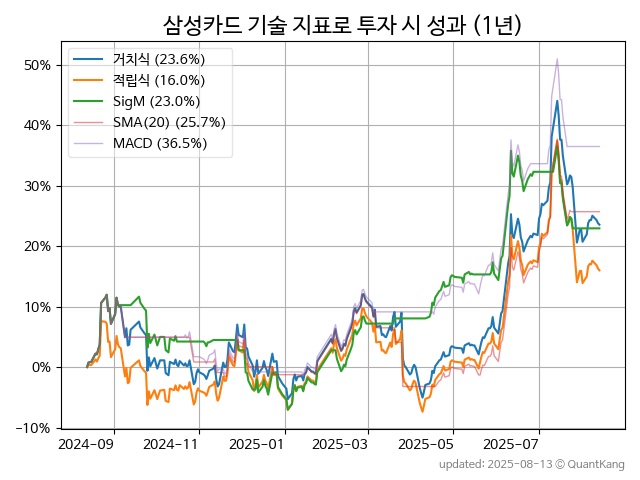 삼성카드 기술 지표로 투자 시 성과 (1년)
거치식 (23.6%)
적립식 (16.0%)
SigM (23.0%)
SMA(20) (25.7%)
MACD (36.5%)
50%
40%
30%
20%
10%
0%
−10%
2024-09 2024-11 2025-01 2025-03 2025-05 2025-07
updated: 2025-08-13 © QuantKang